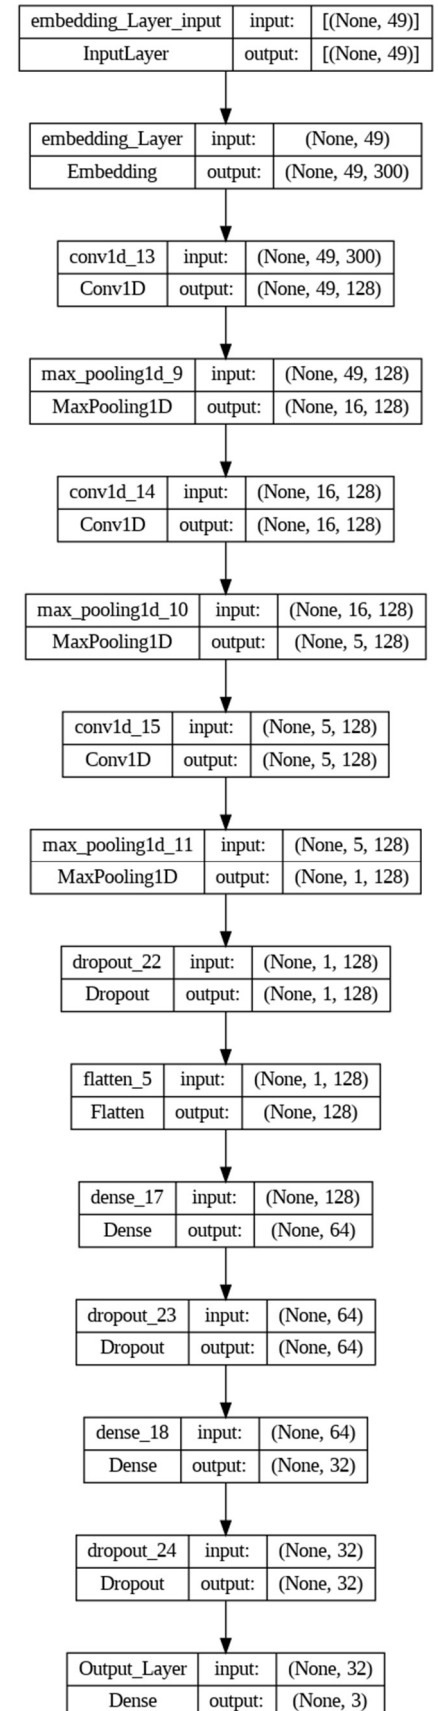 embedding_Layer_input input: [(None, 49)]
InputLayer output: [(None, 49)]
embedding_Layer input: (None, 49)
Embedding output: (None, 49, 300)
conv1d_13 input: (None, 49, 300)
Conv1D output: (None, 49, 128)
max_pooling1d_9 input: (None, 49, 128)
MaxPooling1D output: (None, 16, 128)
conv1d_14 input: (None, 16, 128)
Conv1D output: (None, 16, 128)
max_pooling1d_10 input: (None, 16, 128)
MaxPooling1D output: (None, 5, 128)
conv1d_15 input: (None, 5, 128)
Conv1D output: (None, 5, 128)
max_pooling1d_11 input: (None, 5, 128)
MaxPooling1D output: (None, 1, 128)
dropout_22 input: (None, 1, 128)
Dropout output: (None, 1, 128)
flatten_5 input: (None, 1, 128)
Flatten output: (None, 128)
dense_17 input: (None, 128)
Dense output: (None, 64)
dropout_23 input: (None, 64)
Dropout output: (None, 64)
dense_18 input: (None, 64)
Dense output: (None, 32)
dropout_24 input: (None, 32)
Dropout output: (None, 32)
Output_Layer input: (None, 32)
Dense output: (None, 3)